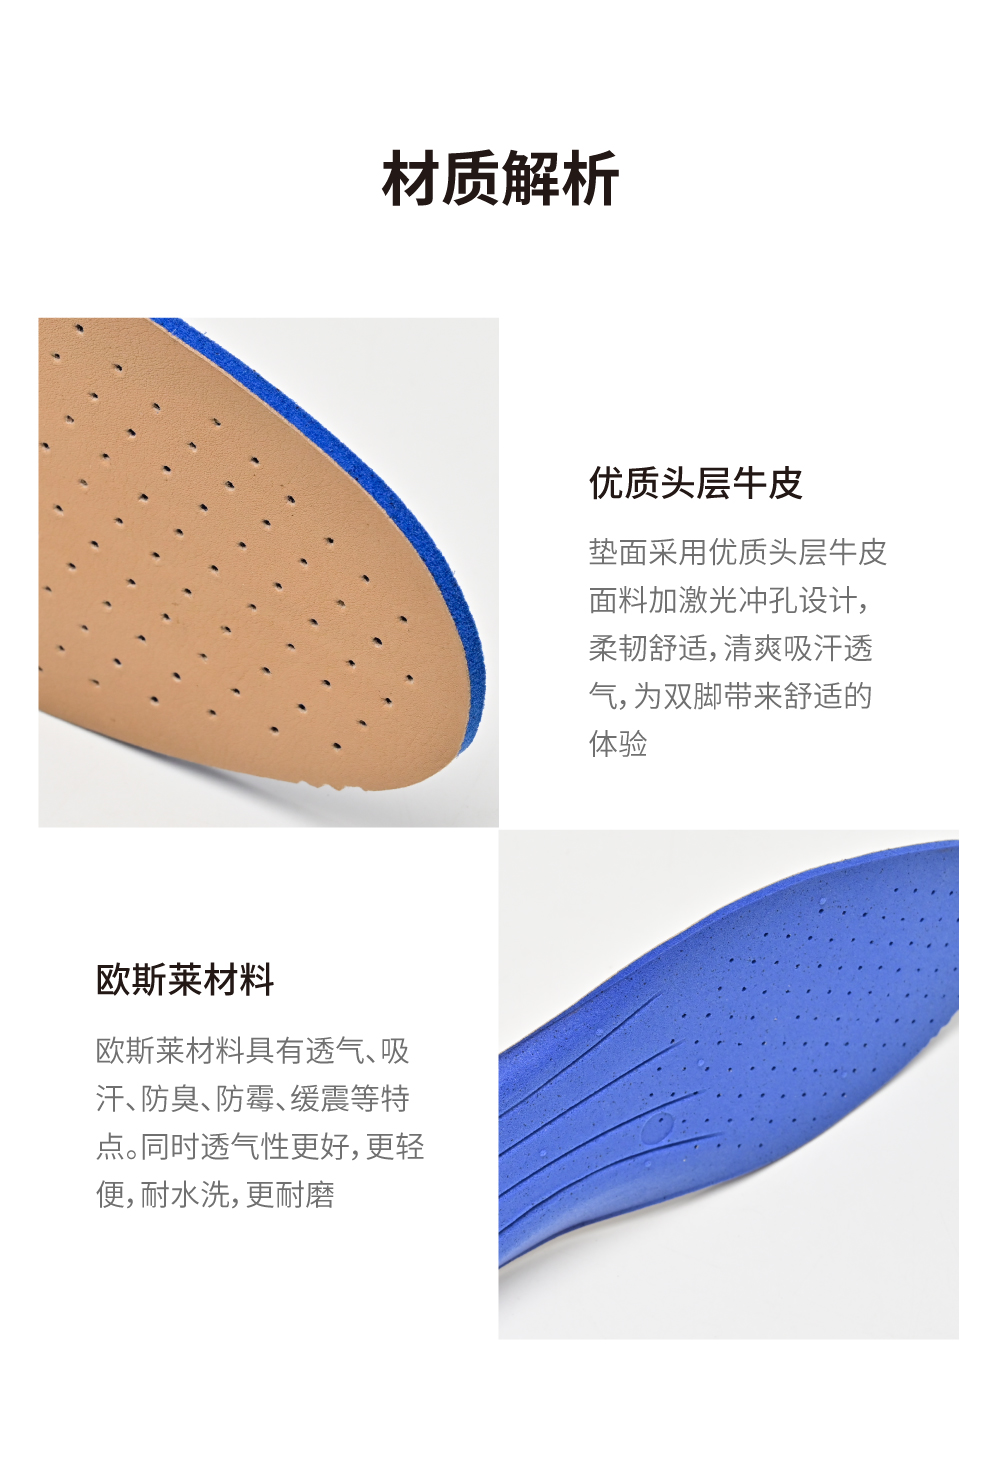 材质解析
优质头层牛皮
垫面采用优质头层牛皮
面料加激光冲孔设计，
柔韧舒适，清爽吸汗透
气，为双脚带来舒适的
体验
欧斯莱材料
欧斯莱材料具有透气、吸
汗、防臭、防霉、缓震等特
点。同时透气性更好，更轻
便，耐水洗，更耐磨